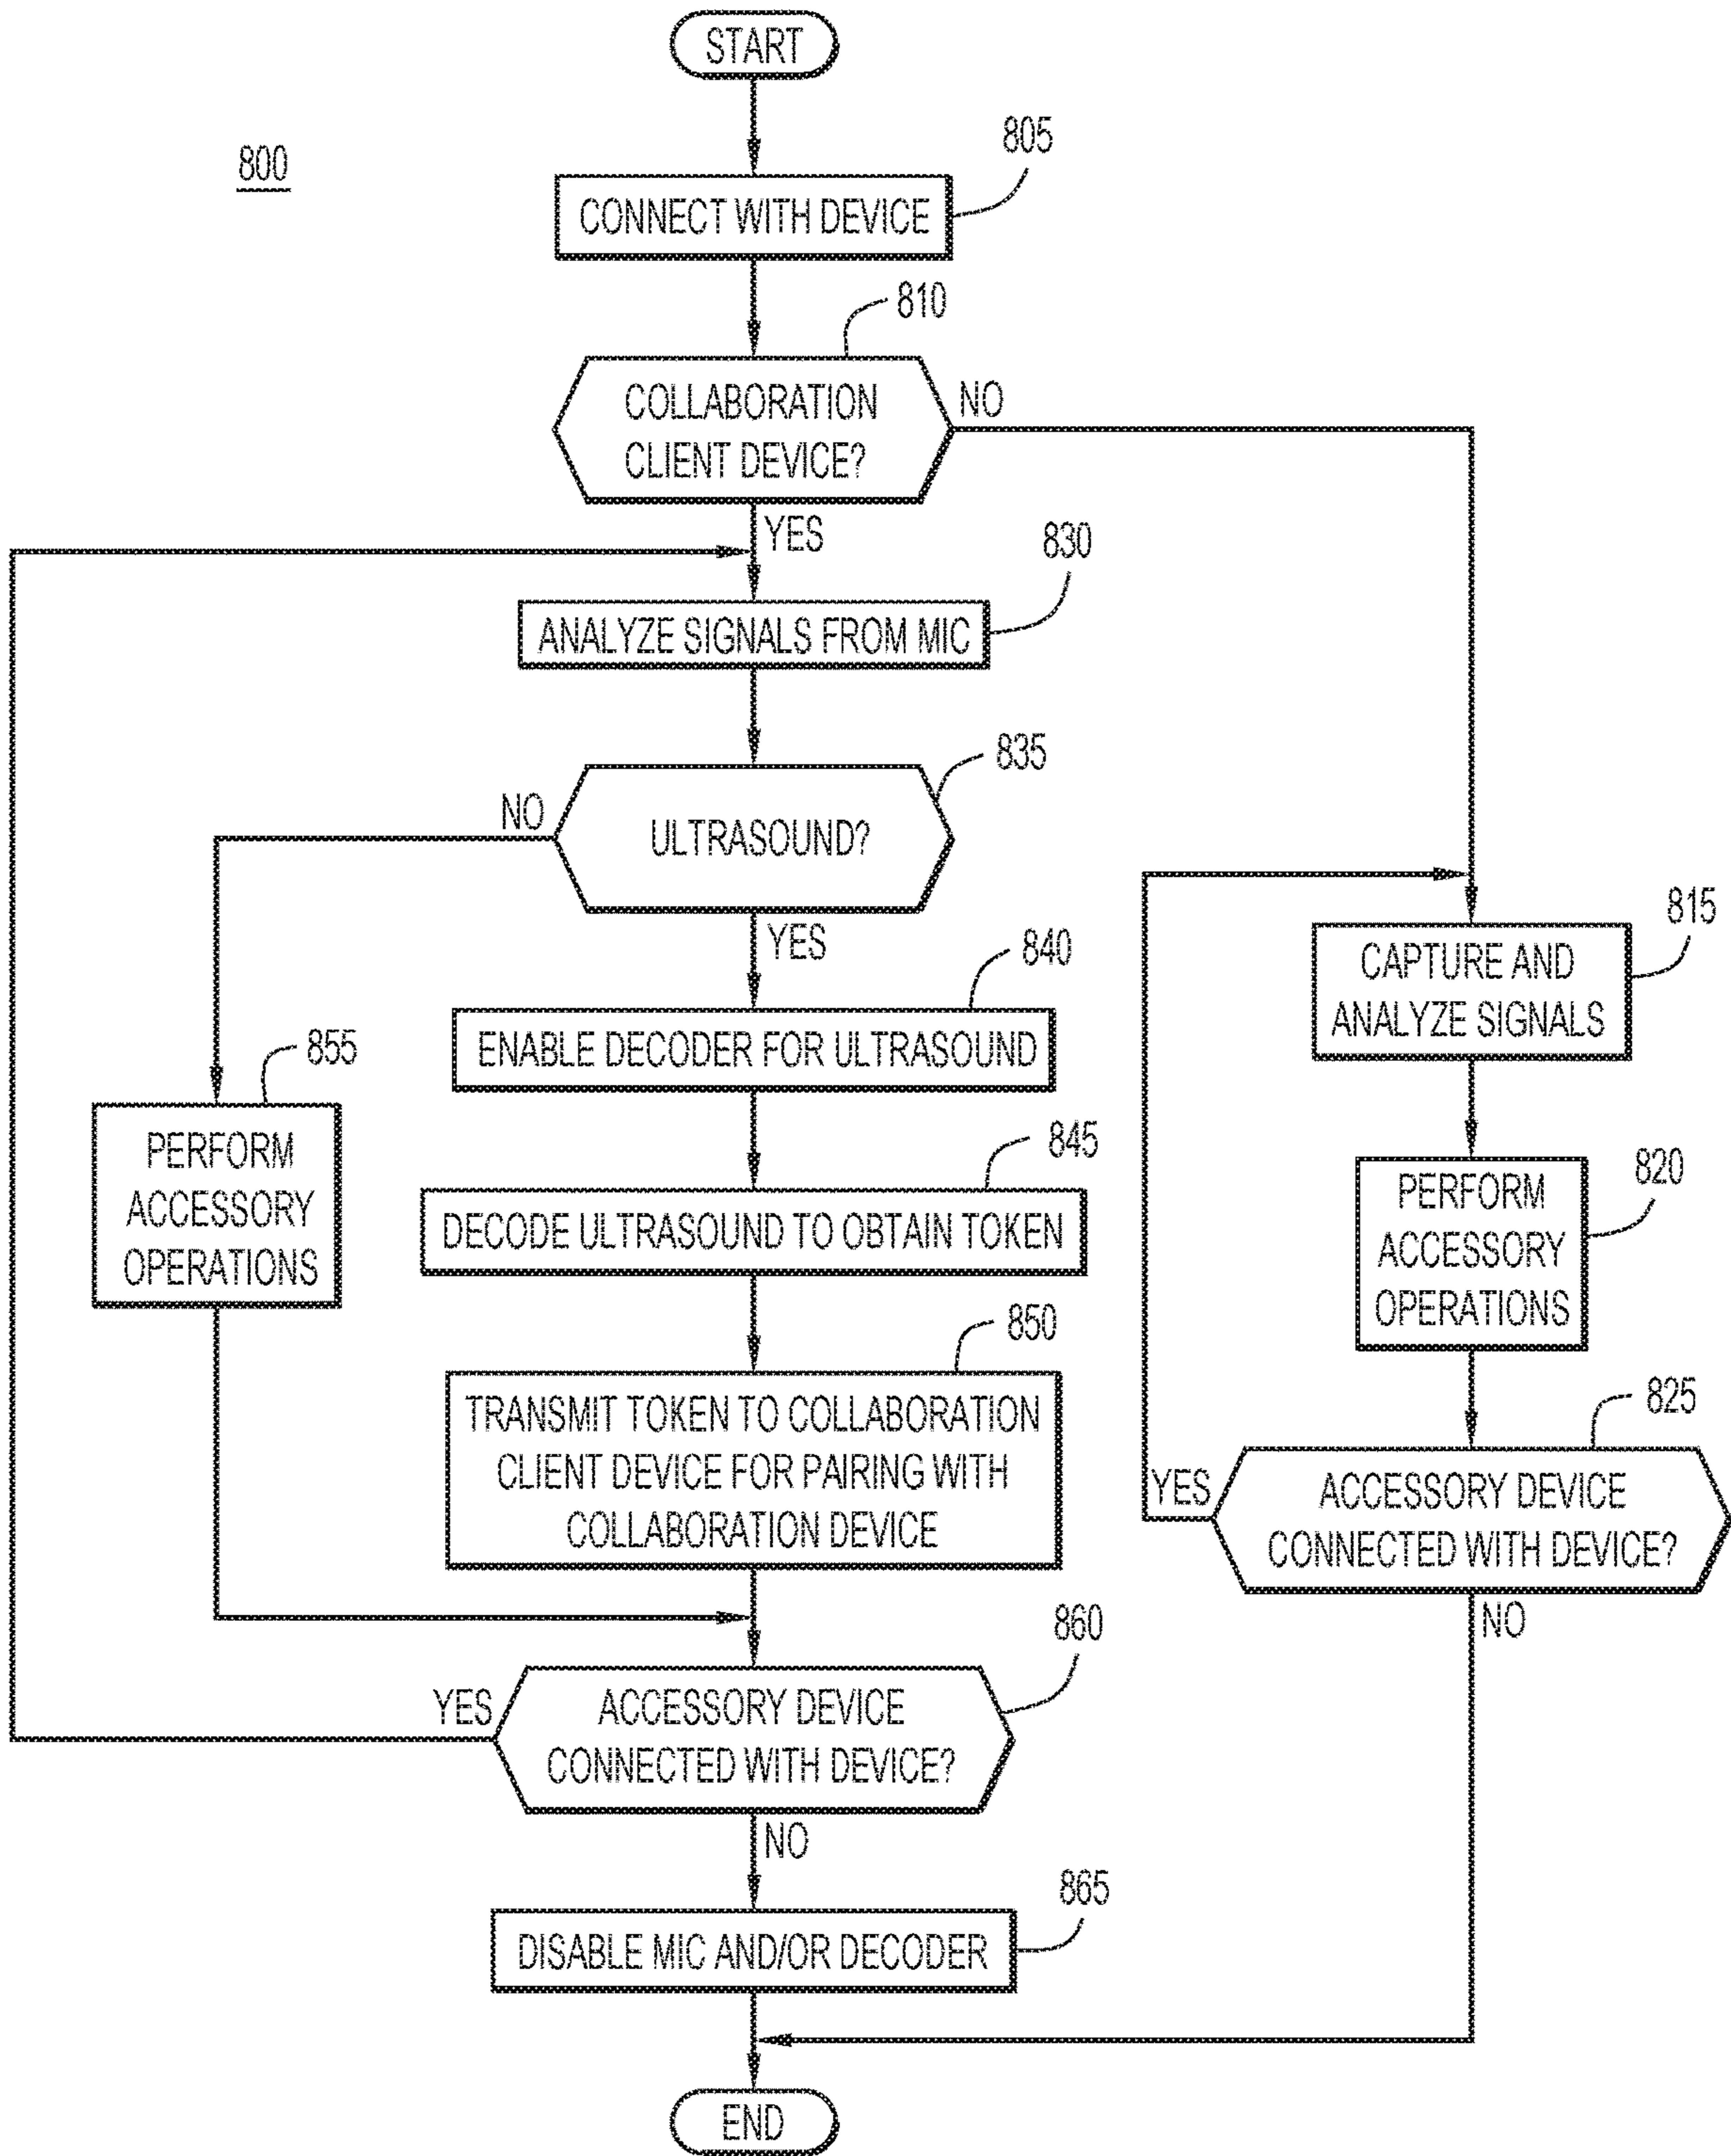 START
800
805
CONNECT WITH DEVICE
810
COLLABORATION
CLIENT DEVICE?
NO
YES
830
ANALYZE SIGNALS FROM MIC
835
NO
ULTRASOUND?
YES
815
CAPTURE AND
ANALYZE SIGNALS
840
ENABLE DECODER FOR ULTRASOUND
855
PERFORM
ACCESSORY
OPERATIONS
845
DECODE ULTRASOUND TO OBTAIN TOKEN
820
PERFORM
ACCESSORY
OPERATIONS
850
TRANSMIT TOKEN TO COLLABORATION
CLIENT DEVICE FOR PAIRING WITH
COLLABORATION DEVICE
825
YES
ACCESSORY DEVICE
CONNECTED WITH DEVICE?
NO
860
YES
ACCESSORY DEVICE
CONNECTED WITH DEVICE?
NO
865
DISABLE MIC AND/OR DECODER
END